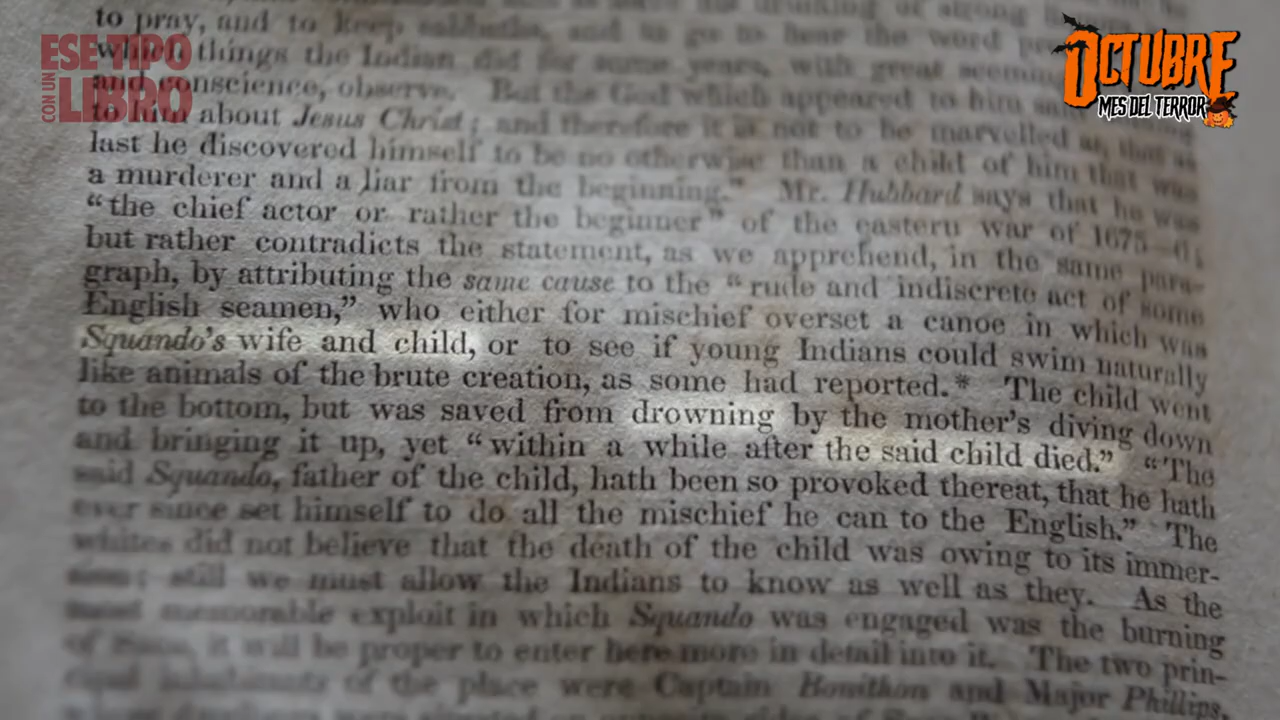 to pray, and to keep sabbaths, and to go to hear the word
which things the Indian did for some years, with great
and conscience, observe. But the God which appeared to him
to him about Jesus Christ; and therefore it is not to be marvelled at, that at
last he discovered himself to be no otherwise than a child of him that was
a murderer and a liar from the beginning." Mr. Hubbard says that he was
"the chief actor or rather the beginner" of the eastern war of 1675—6;
but rather contradicts the statement, as we apprehend, in the same para-
graph, by attributing the same cause to the "rude and indiscrete act of some
English seamen," who either for mischief overset a canoe in which was
Squando's wife and child, or to see if young Indians could swim naturally
like animals of the brute creation, as some had reported.* The child went
to the bottom, but was saved from drowning by the mother's diving down
and bringing it up, yet "within a while after the said child died." "The
said Squando, father of the child, hath been so provoked thereat, that he hath
ever since set himself to do all the mischief he can to the English." The
whites did not believe that the death of the child was owing to its immer-
still we must allow the Indians to know as well as they. As the
most memorable exploit in which Squando was engaged was the burning
of it will be proper to enter here more in detail into it. The two prin-
inhabitants of the place were Captain Bonithon and Major Phillips,
ESE TIPO
CON UN
LIBRO
OCTUBRE
MES DEL TERROR